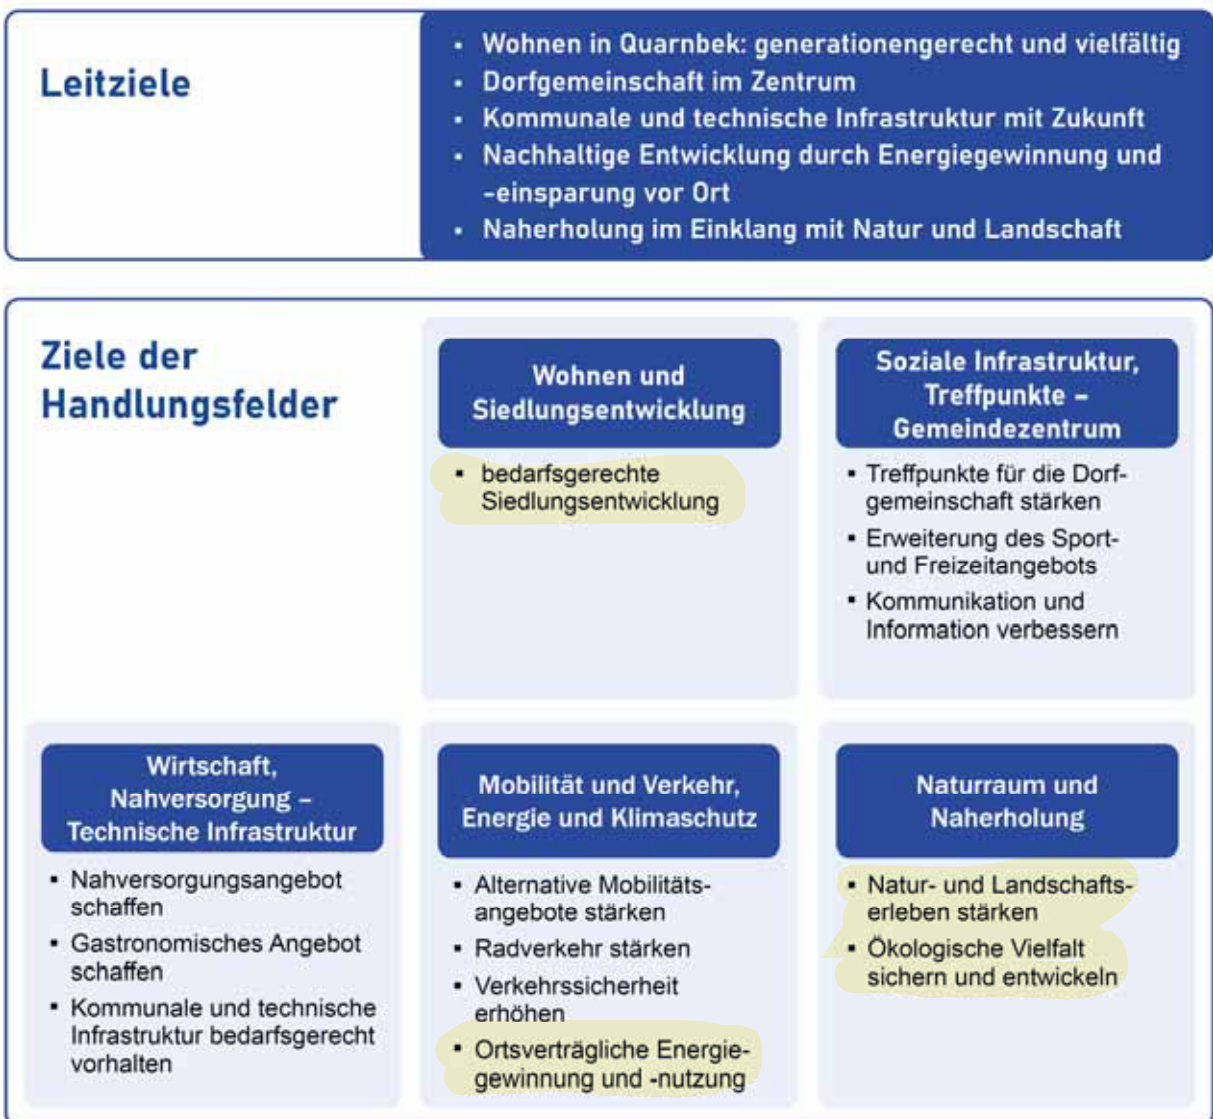 Leitziele
▪ Wohnen in Quarnbek: generationengerecht und vielfältig
▪ Dorfgemeinschaft im Zentrum
▪ Kommunale und technische Infrastruktur mit Zukunft
▪ Nachhaltige Entwicklung durch Energiegewinnung und
-einsparung vor Ort
▪ Naherholung im Einklang mit Natur und Landschaft
Ziele der
Handlungsfelder
Wohnen und
Siedlungsentwicklung
▪ bedarfsgerechte
Siedlungsentwicklung
Soziale Infrastruktur,
Treffpunkte –
Gemeindezentrum
▪ Treffpunkte für die Dorf-
gemeinschaft stärken
▪ Erweiterung des Sport-
und Freizeitangebots
▪ Kommunikation und
Information verbessern
Wirtschaft,
Nahversorgung –
Technische Infrastruktur
▪ Nahversorgungsangebot
schaffen
▪ Gastronomisches Angebot
schaffen
▪ Kommunale und technische
Infrastruktur bedarfsgerecht
vorhalten
Mobilität und Verkehr,
Energie und Klimaschutz
▪ Alternative Mobilitäts-
angebote stärken
▪ Radverkehr stärken
▪ Verkehrssicherheit
erhöhen
▪ Ortsverträgliche Energie-
gewinnung und -nutzung
Naturraum und
Naherholung
▪ Natur- und Landschafts-
erleben stärken
▪ Ökologische Vielfalt
sichern und entwickeln